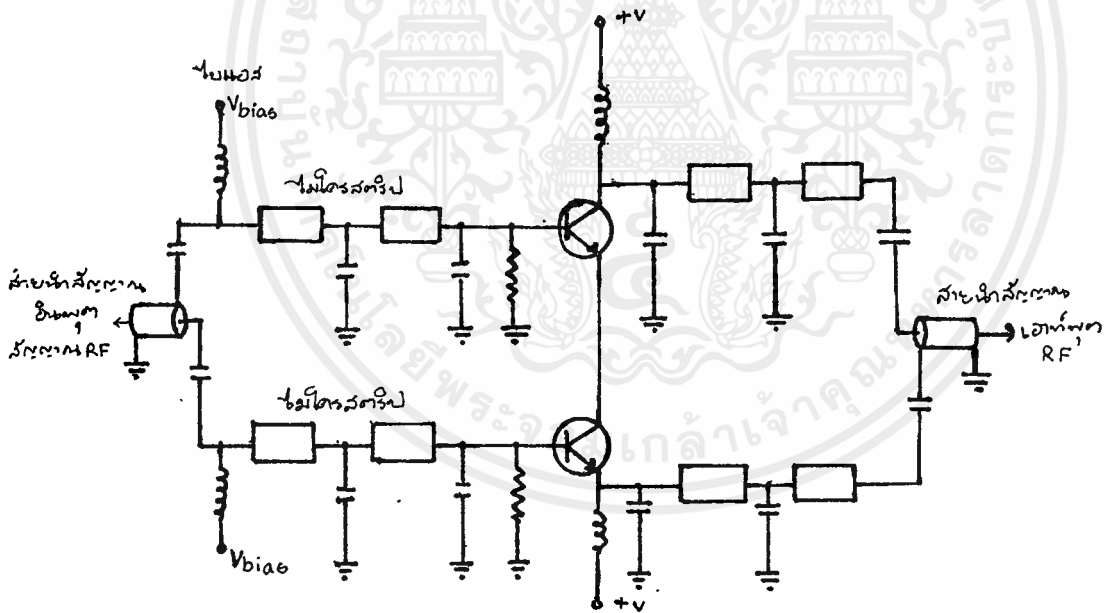 +V
ไบแอส
Vbias
ไมโครสตริป
สายนำสัญญาณ
อินพุต
สัญญาณ RF
สายนำสัญญาณ
เอาท์พุต
RF
ไมโครสตริป
Vbias
+V